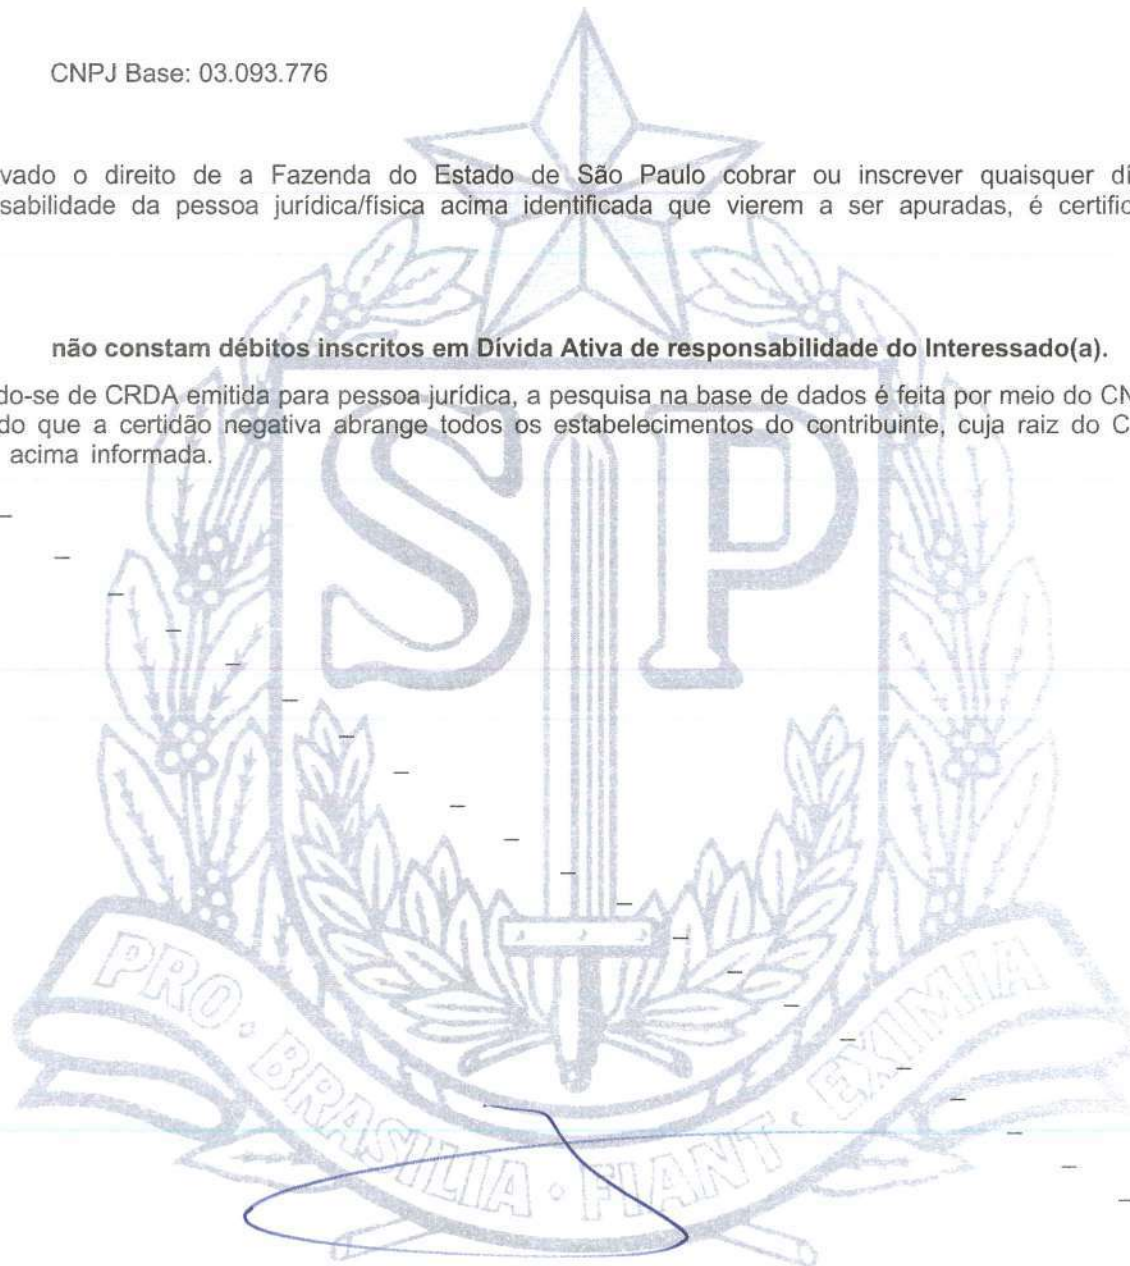 CNPJ Base: 03.093.776
vado o direito de a Fazenda do Estado de São Paulo cobrar ou inscrever quaisquer di
sabilidade da pessoa jurídica/física acima identificada que vierem a ser apuradas, é certific
não constam débitos inscritos em Dívida Ativa de responsabilidade do Interessado(a).
do-se de CRDA emitida para pessoa jurídica, a pesquisa na base de dados é feita por meio do CN
do que a certidão negativa abrange todos os estabelecimentos do contribuinte, cuja raiz do C
acima informada.
SP
PRO · BRASILIA · FIANT · EXIMIA